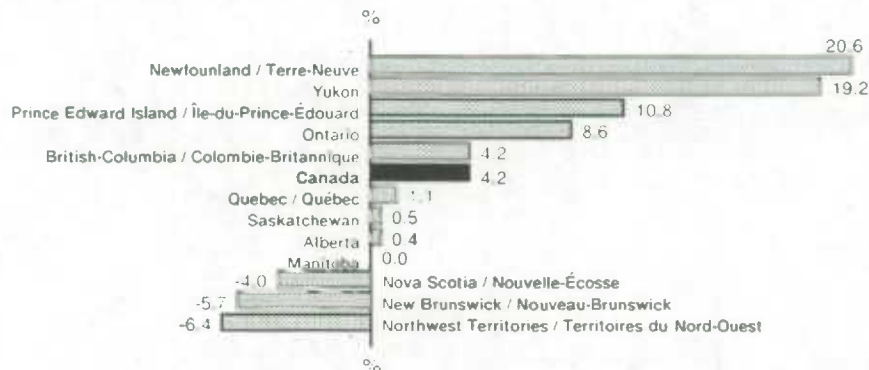 %
20.6
Newfounland / Terre-Neuve
Yukon 19.2
Prince Edward Island / Île-du-Prince-Édouard 10.8
Ontario 8.6
British-Columbia / Colombie-Britannique 4.2
Canada 4.2
Quebec / Québec 1.1
Saskatchewan 0.5
Alberta 0.4
Manitoba 0.0
-4.0 Nova Scotia / Nouvelle-Écosse
-5.7 New Brunswick / Nouveau-Brunswick
-6.4 Northwest Territories / Territoires du Nord-Ouest
%